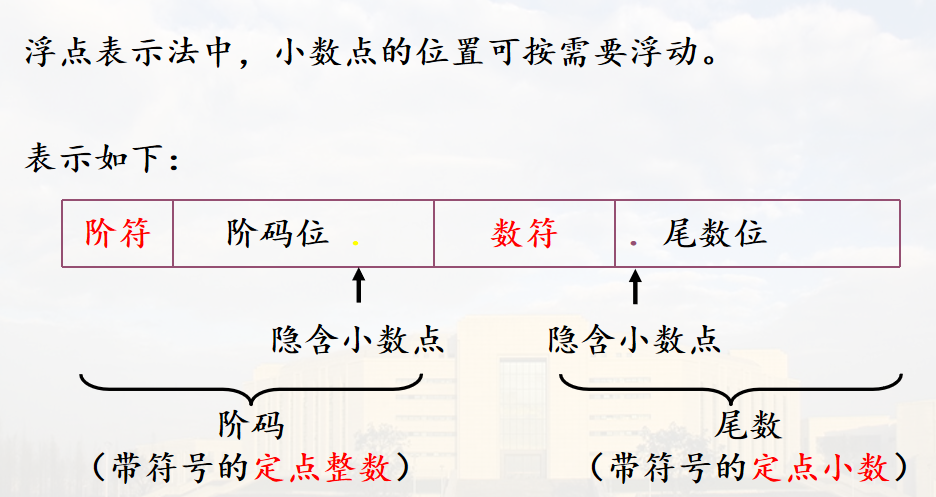 浮点表示法中，小数点的位置可按需要浮动。
表示如下：
阶符 阶码位 . 数符 . 尾数位
隐含小数点 隐含小数点
阶码 尾数
（带符号的定点整数） （带符号的定点小数）